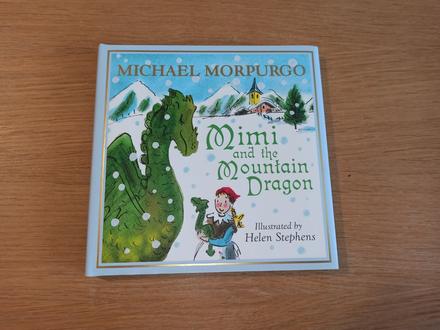 MICHAEL MORPURGO
Mimi
and the
Mountain
Dragon
Illustrated by
Helen Stephens